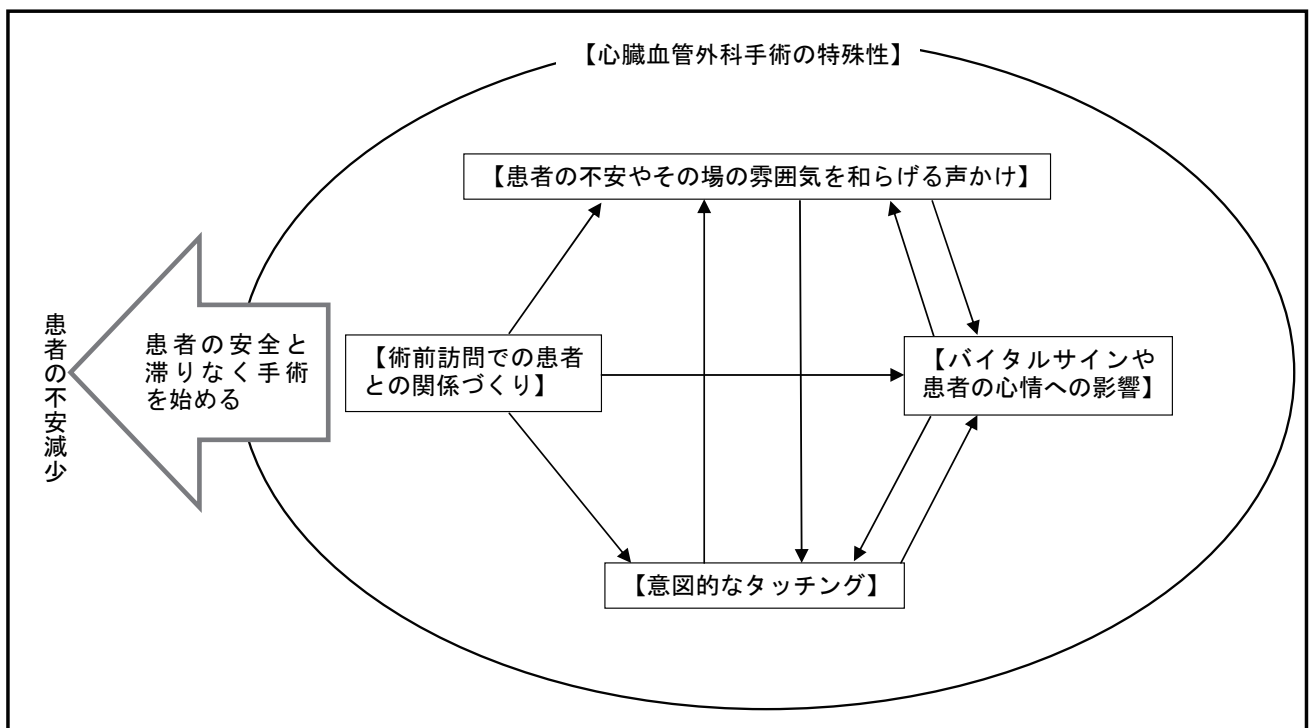 【心臓血管外科手術の特殊性】
【患者の不安やその場の雰囲気を和らげる声かけ】
患者の不安減少
患者の安全と
滞りなく手術
を始める
【術前訪問での患者
との関係づくり】
【バイタルサインや
患者の心情への影響】
【意図的なタッチング】